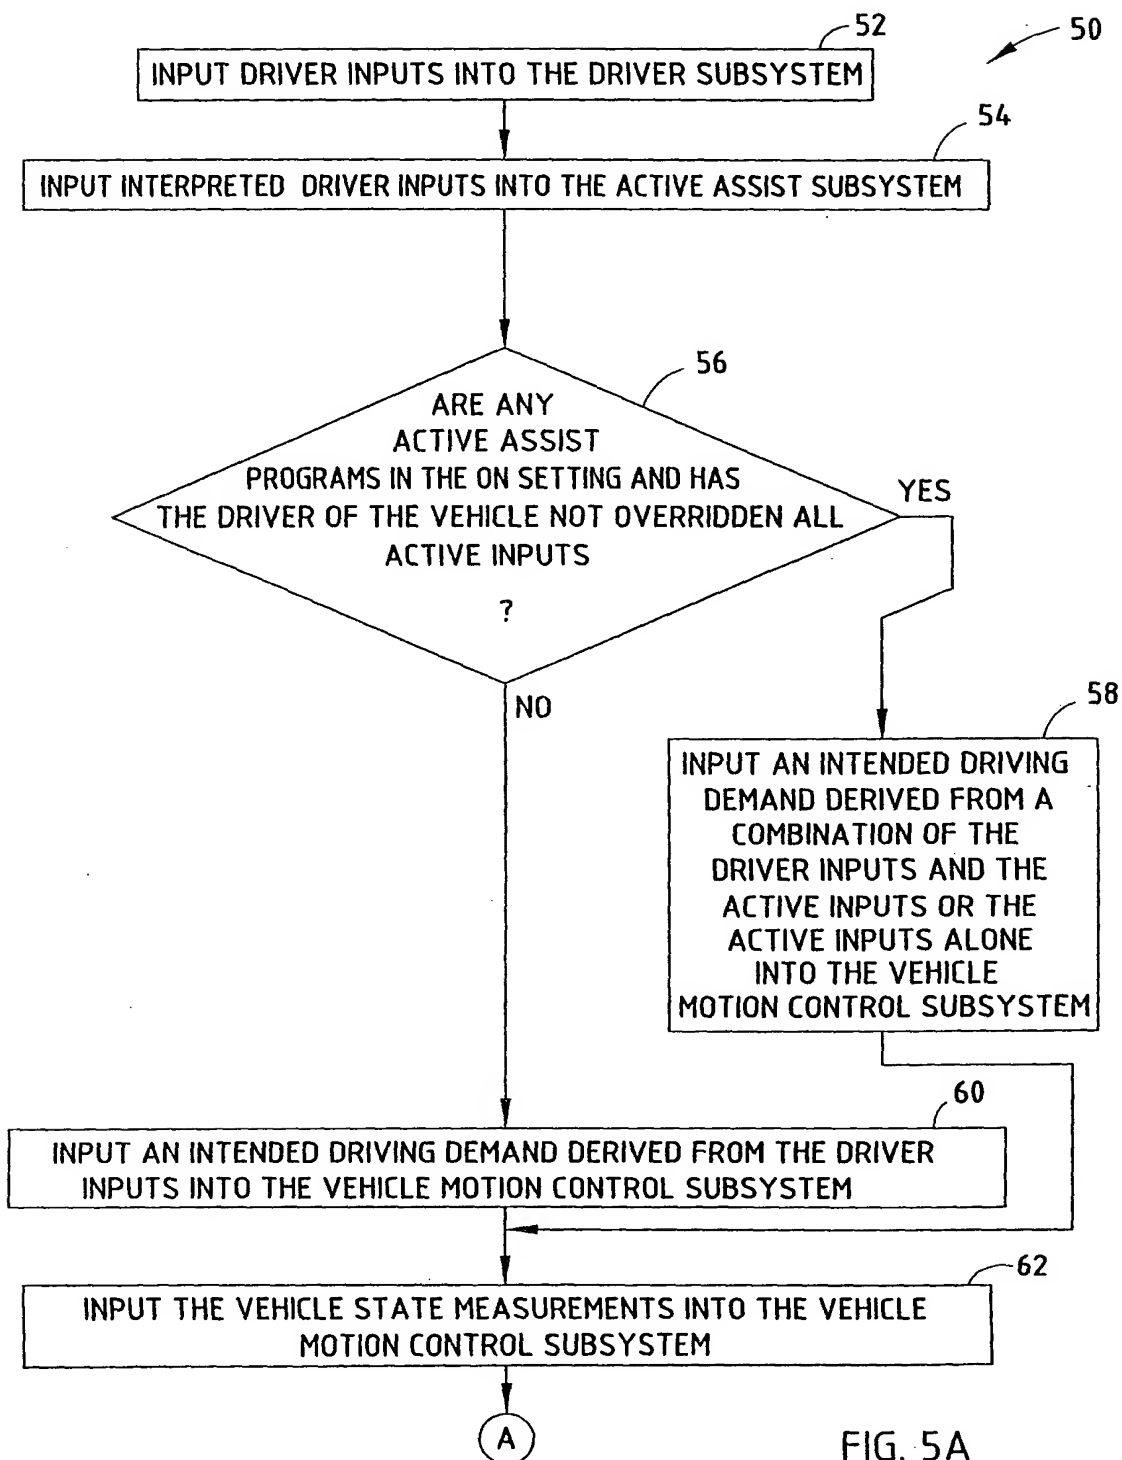 52
50
INPUT DRIVER INPUTS INTO THE DRIVER SUBSYSTEM
54
INPUT INTERPRETED DRIVER INPUTS INTO THE ACTIVE ASSIST SUBSYSTEM
56
ARE ANY
ACTIVE ASSIST
PROGRAMS IN THE ON SETTING AND HAS
THE DRIVER OF THE VEHICLE NOT OVERRIDDEN ALL
ACTIVE INPUTS
?
YES
NO
58
INPUT AN INTENDED DRIVING
DEMAND DERIVED FROM A
COMBINATION OF THE
DRIVER INPUTS AND THE
ACTIVE INPUTS OR THE
ACTIVE INPUTS ALONE
INTO THE VEHICLE
MOTION CONTROL SUBSYSTEM
60
INPUT AN INTENDED DRIVING DEMAND DERIVED FROM THE DRIVER
INPUTS INTO THE VEHICLE MOTION CONTROL SUBSYSTEM
62
INPUT THE VEHICLE STATE MEASUREMENTS INTO THE VEHICLE
MOTION CONTROL SUBSYSTEM
A
FIG. 5A